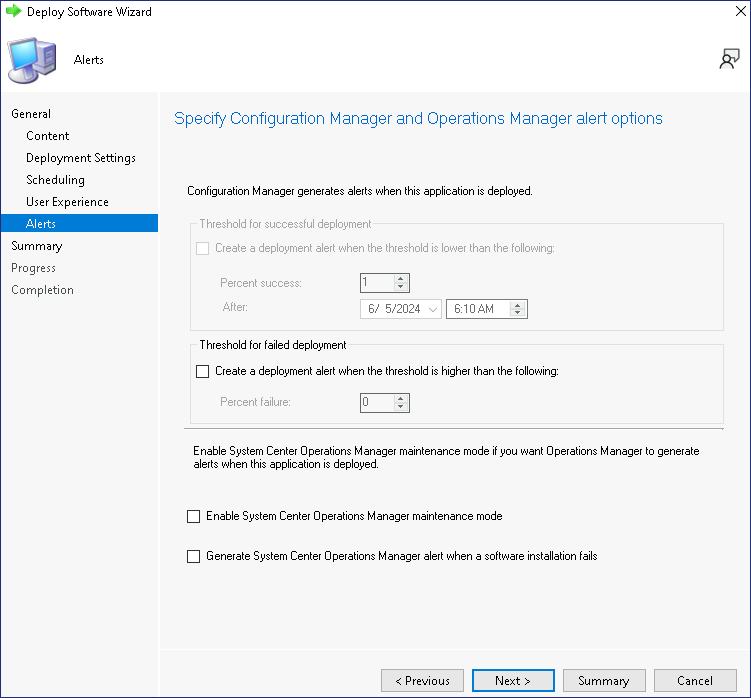 Deploy Software Wizard
Alerts
General
Content
Deployment Settings
Scheduling
User Experience
Alerts
Summary
Progress
Completion
Specify Configuration Manager and Operations Manager alert options
Configuration Manager generates alerts when this application is deployed.
Threshold for successful deployment
Create a deployment alert when the threshold is lower than the following:
Percent success: 1
After: 6/ 5/2024 6:10 AM
Threshold for failed deployment
Create a deployment alert when the threshold is higher than the following:
Percent failure: 0
Enable System Center Operations Manager maintenance mode if you want Operations Manager to generate
alerts when this application is deployed.
Enable System Center Operations Manager maintenance mode
Generate System Center Operations Manager alert when a software installation fails
< Previous Next > Summary Cancel